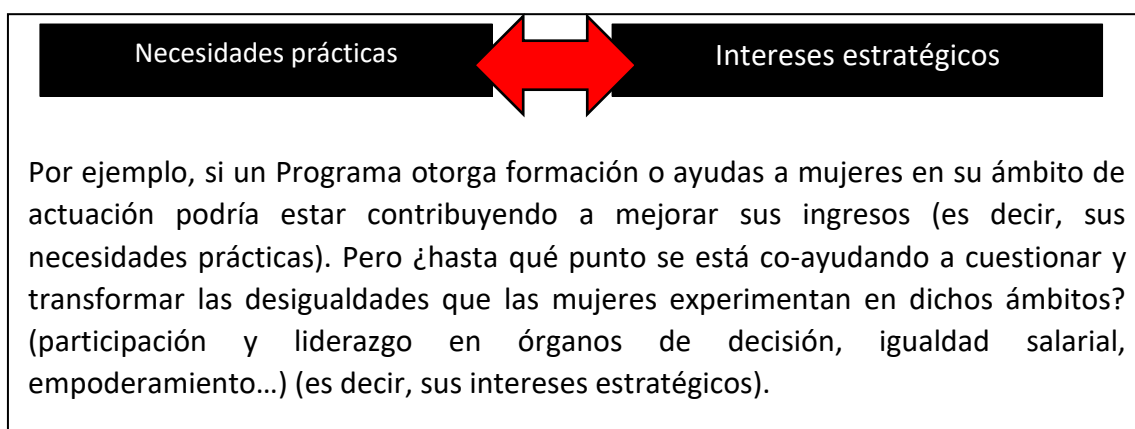 Necesidades prácticas
Intereses estratégicos
Por ejemplo, si un Programa otorga formación o ayudas a mujeres en su ámbito de
actuación podría estar contribuyendo a mejorar sus ingresos (es decir, sus
necesidades prácticas). Pero ¿hasta qué punto se está co-ayudando a cuestionar y
transformar las desigualdades que las mujeres experimentan en dichos ámbitos?
(participación y liderazgo en órganos de decisión, igualdad salarial,
empoderamiento…) (es decir, sus intereses estratégicos).